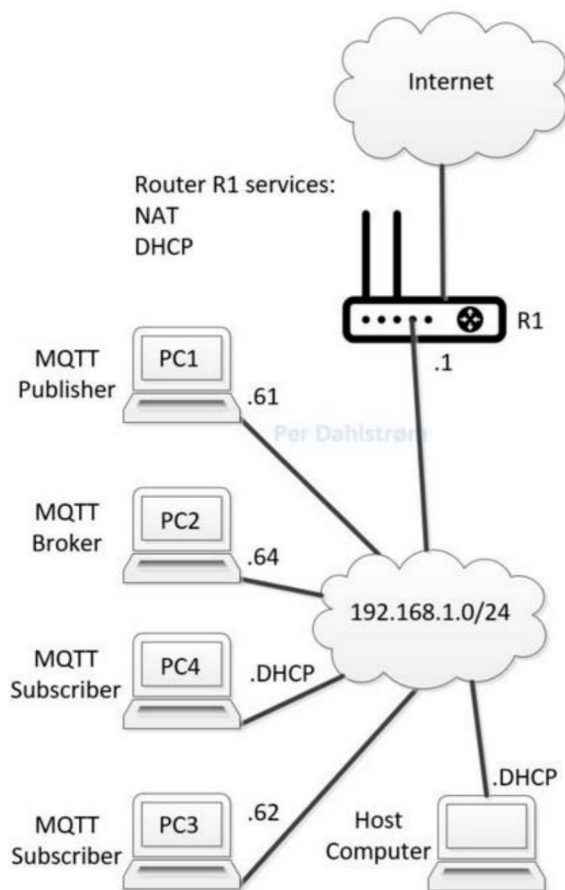 Internet
Router R1 services:
NAT
DHCP
R1
.1
MQTT
Publisher
PC1
.61
Per Dahlstrøm
MQTT
Broker
PC2
.64
192.168.1.0/24
MQTT
Subscriber
PC4
.DHCP
MQTT
Subscriber
PC3
.62
Host
Computer
.DHCP